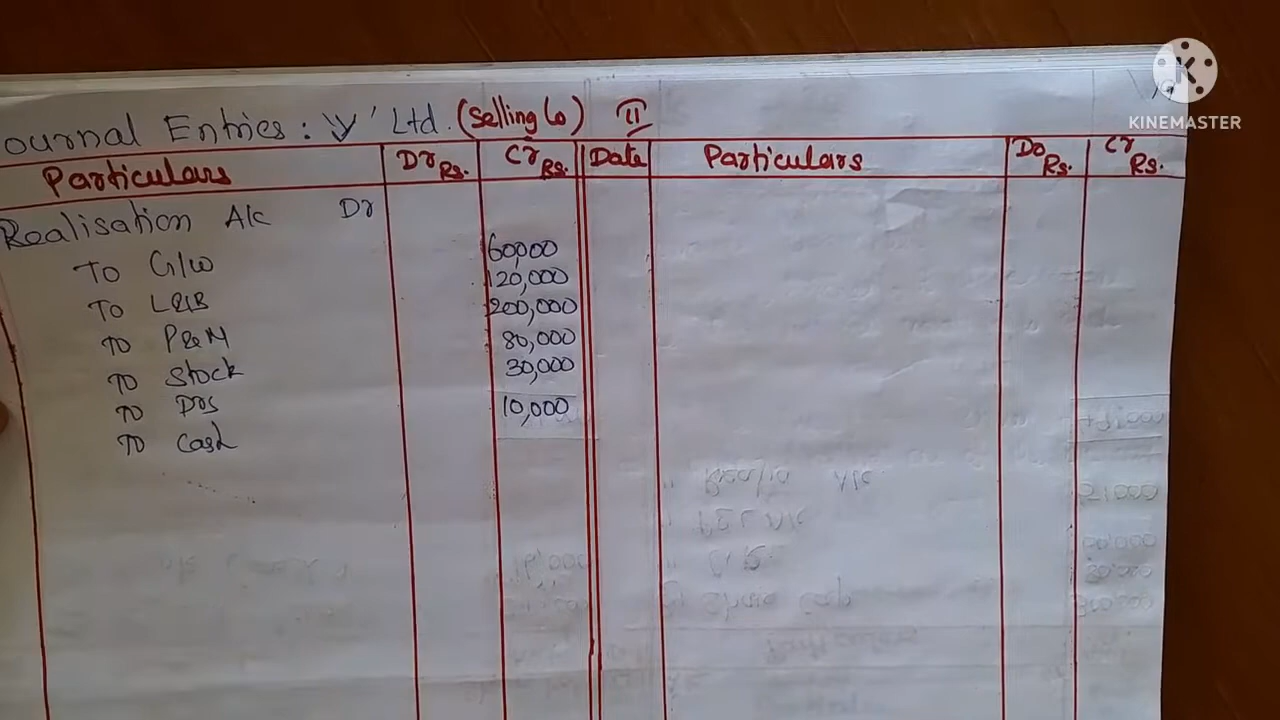 ournal Entries: 'Y' Ltd. (Selling Co) II
KINEMASTER
Particulars Dr Rs. Cr Rs. Date Particulars Dr Rs. Cr Rs.
Realisation A/c Dr
To G/W 60,000
To L&B 120,000
To P&M 200,000
To Stock 80,000
To Drs 30,000
To Cash 10,000